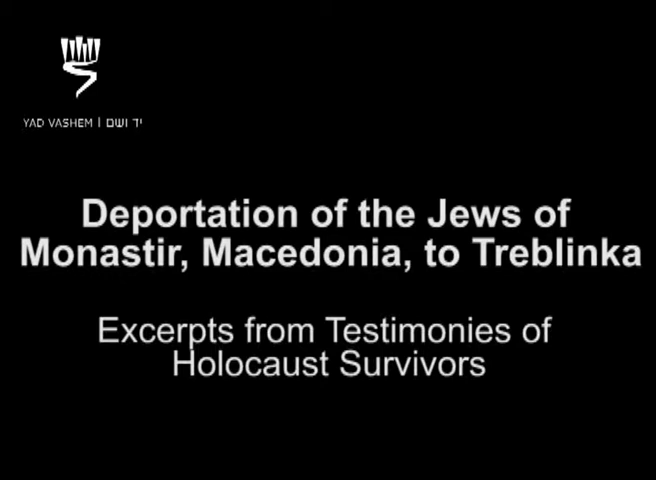 YAD VASHEM | יד ושם
Deportation of the Jews of
Monastir, Macedonia, to Treblinka
Excerpts from Testimonies of
Holocaust Survivors